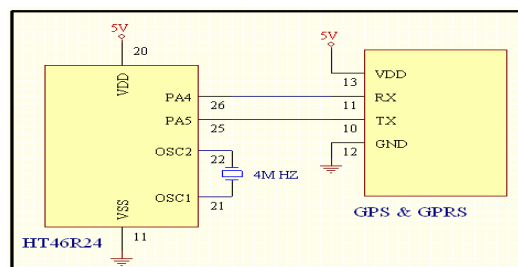 5V
20
VDD
PA4
26
PA5
25
OSC2
22
4M HZ
OSC1
21
VSS
11
HT46R24
5V
13
VDD
11
RX
10
TX
12
GND
GPS & GPRS